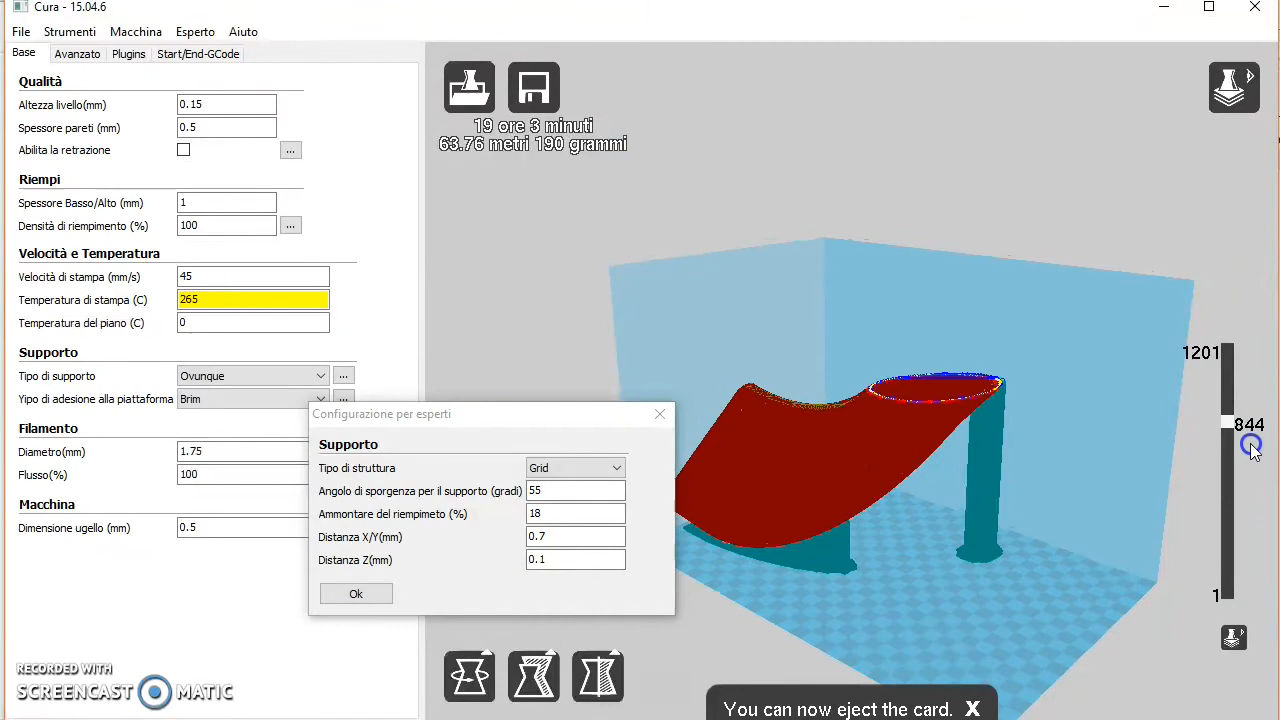 Cura - 15.04.6
File Strumenti Macchina Esperto Aiuto
Base Avanzato Plugins Start/End-GCode
Qualità
Altezza livello(mm) 0.15
Spessore pareti (mm) 0.5
Abilita la retrazione ...
Riempi
Spessore Basso/Alto (mm) 1
Densità di riempimento (%) 100 ...
Velocità e Temperatura
Velocità di stampa (mm/s) 45
Temperatura di stampa (C) 265
Temperatura del piano (C) 0
Supporto
Tipo di supporto Ovunque ...
Yipo di adesione alla piattaforma Brim ...
Filamento
Diametro(mm) 1.75
Flusso(%) 100
Macchina
Dimensione ugello (mm) 0.5
Configurazione per esperti
Supporto
Tipo di struttura Grid
Angolo di sporgenza per il supporto (gradi) 55
Ammontare del riempimeto (%) 18
Distanza X/Y(mm) 0.7
Distanza Z(mm) 0.1
Ok
19 ore 3 minuti
63.76 metri 190 grammi
1201
844
1
You can now eject the card. X
RECORDED WITH
SCREENCAST MATIC